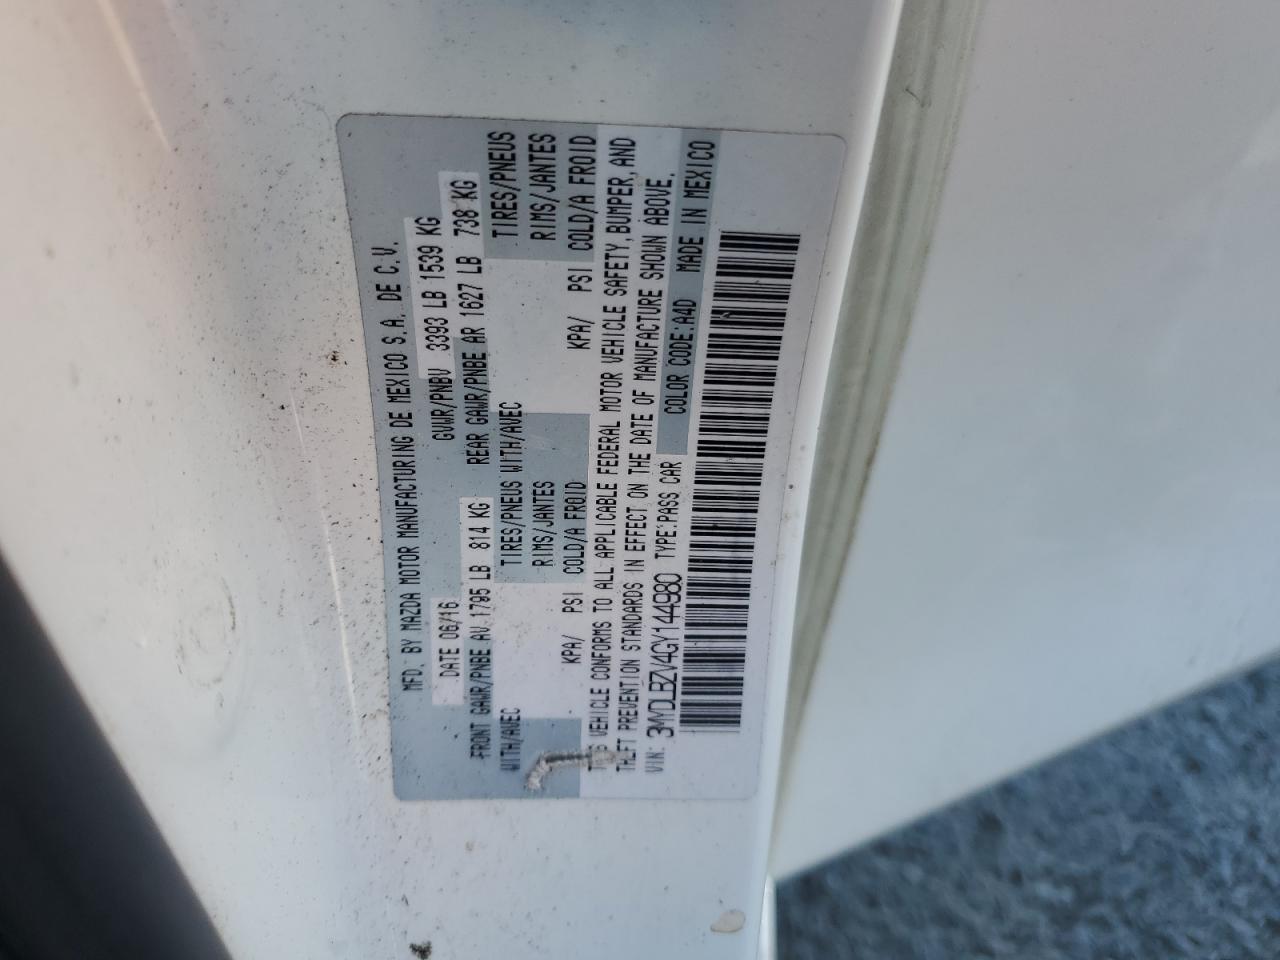 MFD. BY MAZDA MOTOR MANUFACTURING DE MEXICO S.A. DE C.V.
DATE 06/16 GVWR/PNBV 3393 LB 1539 KG
FRONT GAWR/PNBE AV 1795 LB 814 KG REAR GAWR/PNBE AR 1627 LB 738 KG
WITH/AVEC TIRES/PNEUS WITH/AVEC TIRES/PNEUS
RIMS/JANTES RIMS/JANTES
KPA/ PSI COLD/A FROID KPA/ PSI COLD/A FROID
THIS VEHICLE CONFORMS TO ALL APPLICABLE FEDERAL MOTOR VEHICLE SAFETY, BUMPER, AND
THEFT PREVENTION STANDARDS IN EFFECT ON THE DATE OF MANUFACTURE SHOWN ABOVE.
VIN: 3MYDLBZV4GY144980 TYPE:PASS CAR COLOR CODE:A4D MADE IN MEXICO